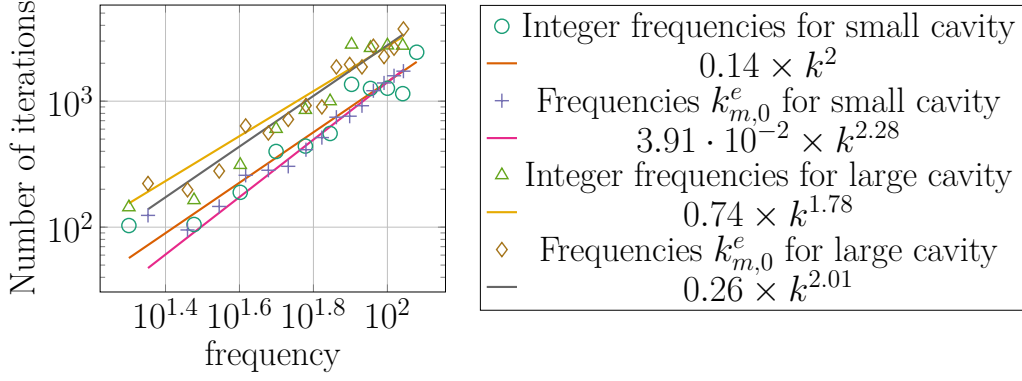 Number of iterations
10^3
10^2
10^{1.4} 10^{1.6} 10^{1.8} 10^2
frequency
Integer frequencies for small cavity
0.14 × k^2
Frequencies k^e_{m,0} for small cavity
3.91 · 10^{−2} × k^{2.28}
Integer frequencies for large cavity
0.74 × k^{1.78}
Frequencies k^e_{m,0} for large cavity
0.26 × k^{2.01}